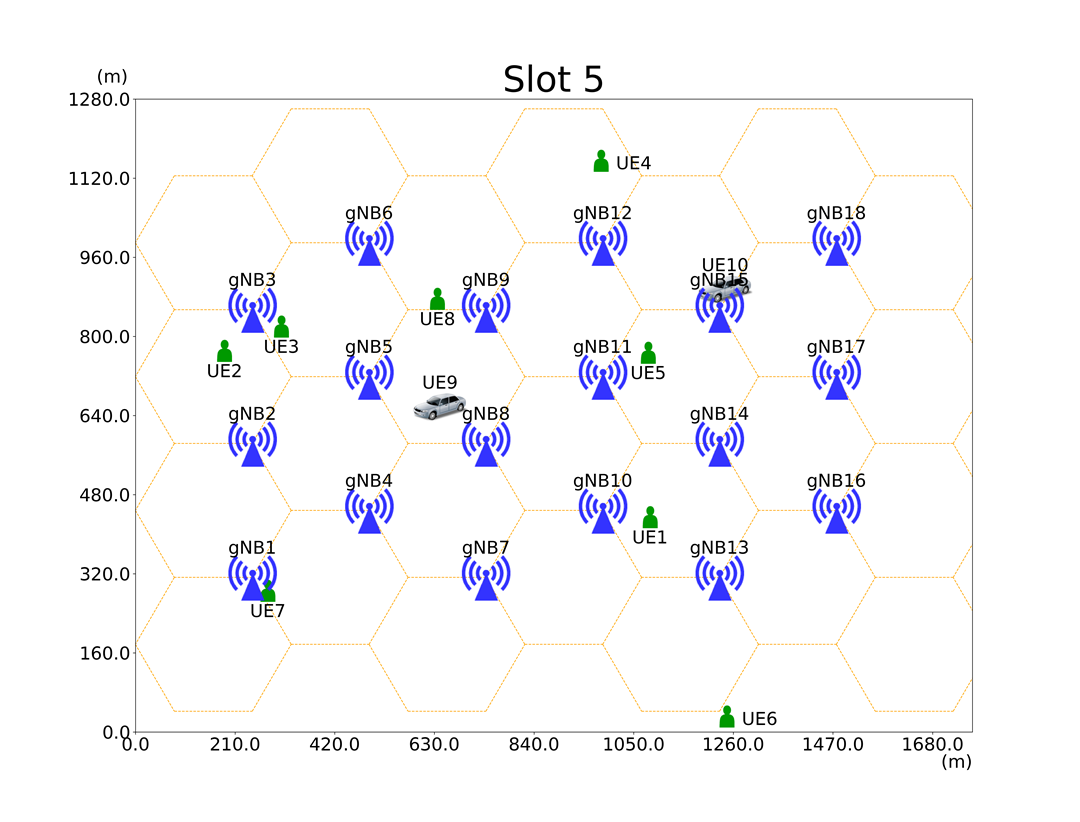 Slot 5
(m)
1280.0
UE4
1120.0
gNB6 gNB12 gNB18
960.0
UE10
gNB3 gNB9 gNB15
UE8
800.0
UE3
gNB5 gNB11 gNB17
UE2 UE5
UE9
640.0
gNB2 gNB8 gNB14
480.0
gNB4 gNB10 gNB16
UE1
gNB1 gNB7 gNB13
320.0
UE7
160.0
UE6
0.0
0.0 210.0 420.0 630.0 840.0 1050.0 1260.0 1470.0 1680.0
(m)